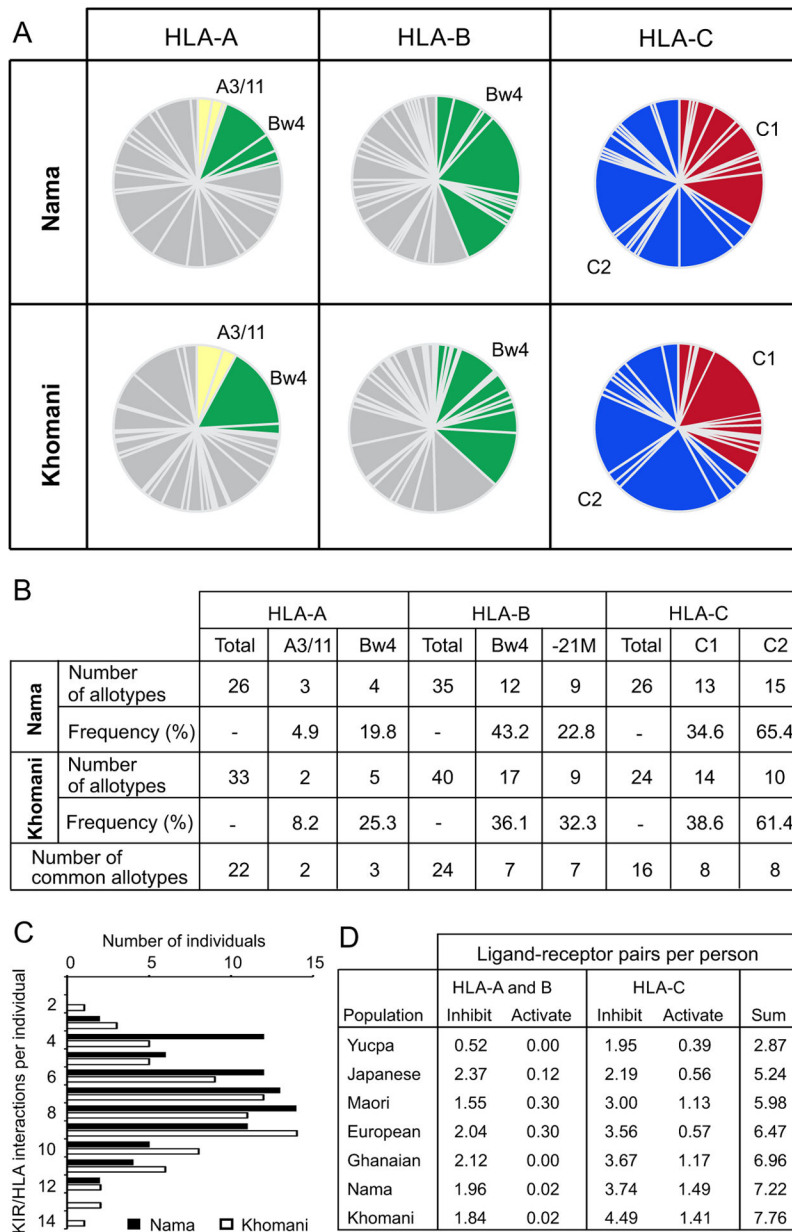 A
HLA-A HLA-B HLA-C
Nama
A3/11
Bw4
Bw4
C1
C2
Khomani
A3/11
Bw4
Bw4
C1
C2
B
HLA-A HLA-B HLA-C
Total A3/11 Bw4 Total Bw4 -21M Total C1 C2
Nama
Number of allotypes 26 3 4 35 12 9 26 13 15
Frequency (%) - 4.9 19.8 - 43.2 22.8 - 34.6 65.4
Khomani
Number of allotypes 33 2 5 40 17 9 24 14 10
Frequency (%) - 8.2 25.3 - 36.1 32.3 - 38.6 61.4
Number of common allotypes 22 2 3 24 7 7 16 8 8
C
Number of individuals
0 5 10 15
KIR/HLA interactions per individual
2
4
6
8
10
12
14
Nama Khomani
D
Ligand-receptor pairs per person
HLA-A and B HLA-C
Population Inhibit Activate Inhibit Activate Sum
Yucpa 0.52 0.00 1.95 0.39 2.87
Japanese 2.37 0.12 2.19 0.56 5.24
Maori 1.55 0.30 3.00 1.13 5.98
European 2.04 0.30 3.56 0.57 6.47
Ghanaian 2.12 0.00 3.67 1.17 6.96
Nama 1.96 0.02 3.74 1.49 7.22
Khomani 1.84 0.02 4.49 1.41 7.76